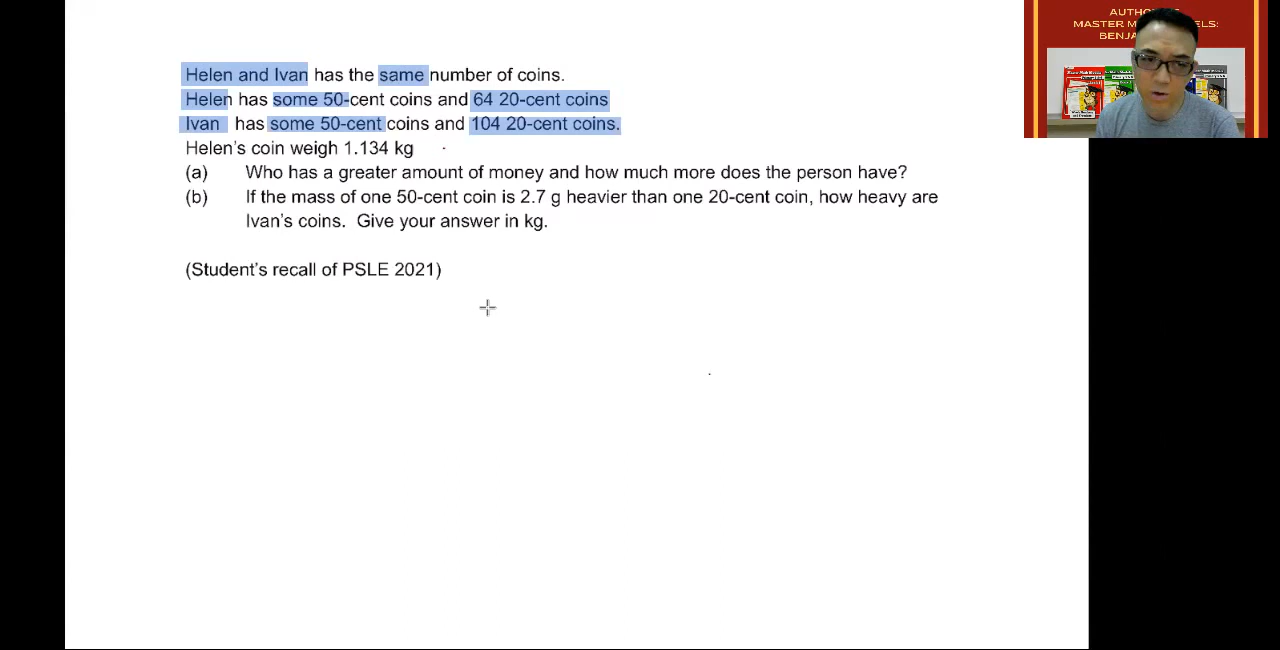 Helen and Ivan has the same number of coins.
Helen has some 50-cent coins and 64 20-cent coins
Ivan has some 50-cent coins and 104 20-cent coins.
Helen's coin weigh 1.134 kg
(a) Who has a greater amount of money and how much more does the person have?
(b) If the mass of one 50-cent coin is 2.7 g heavier than one 20-cent coin, how heavy are
Ivan's coins. Give your answer in kg.
(Student's recall of PSLE 2021)
MASTER
BENJA